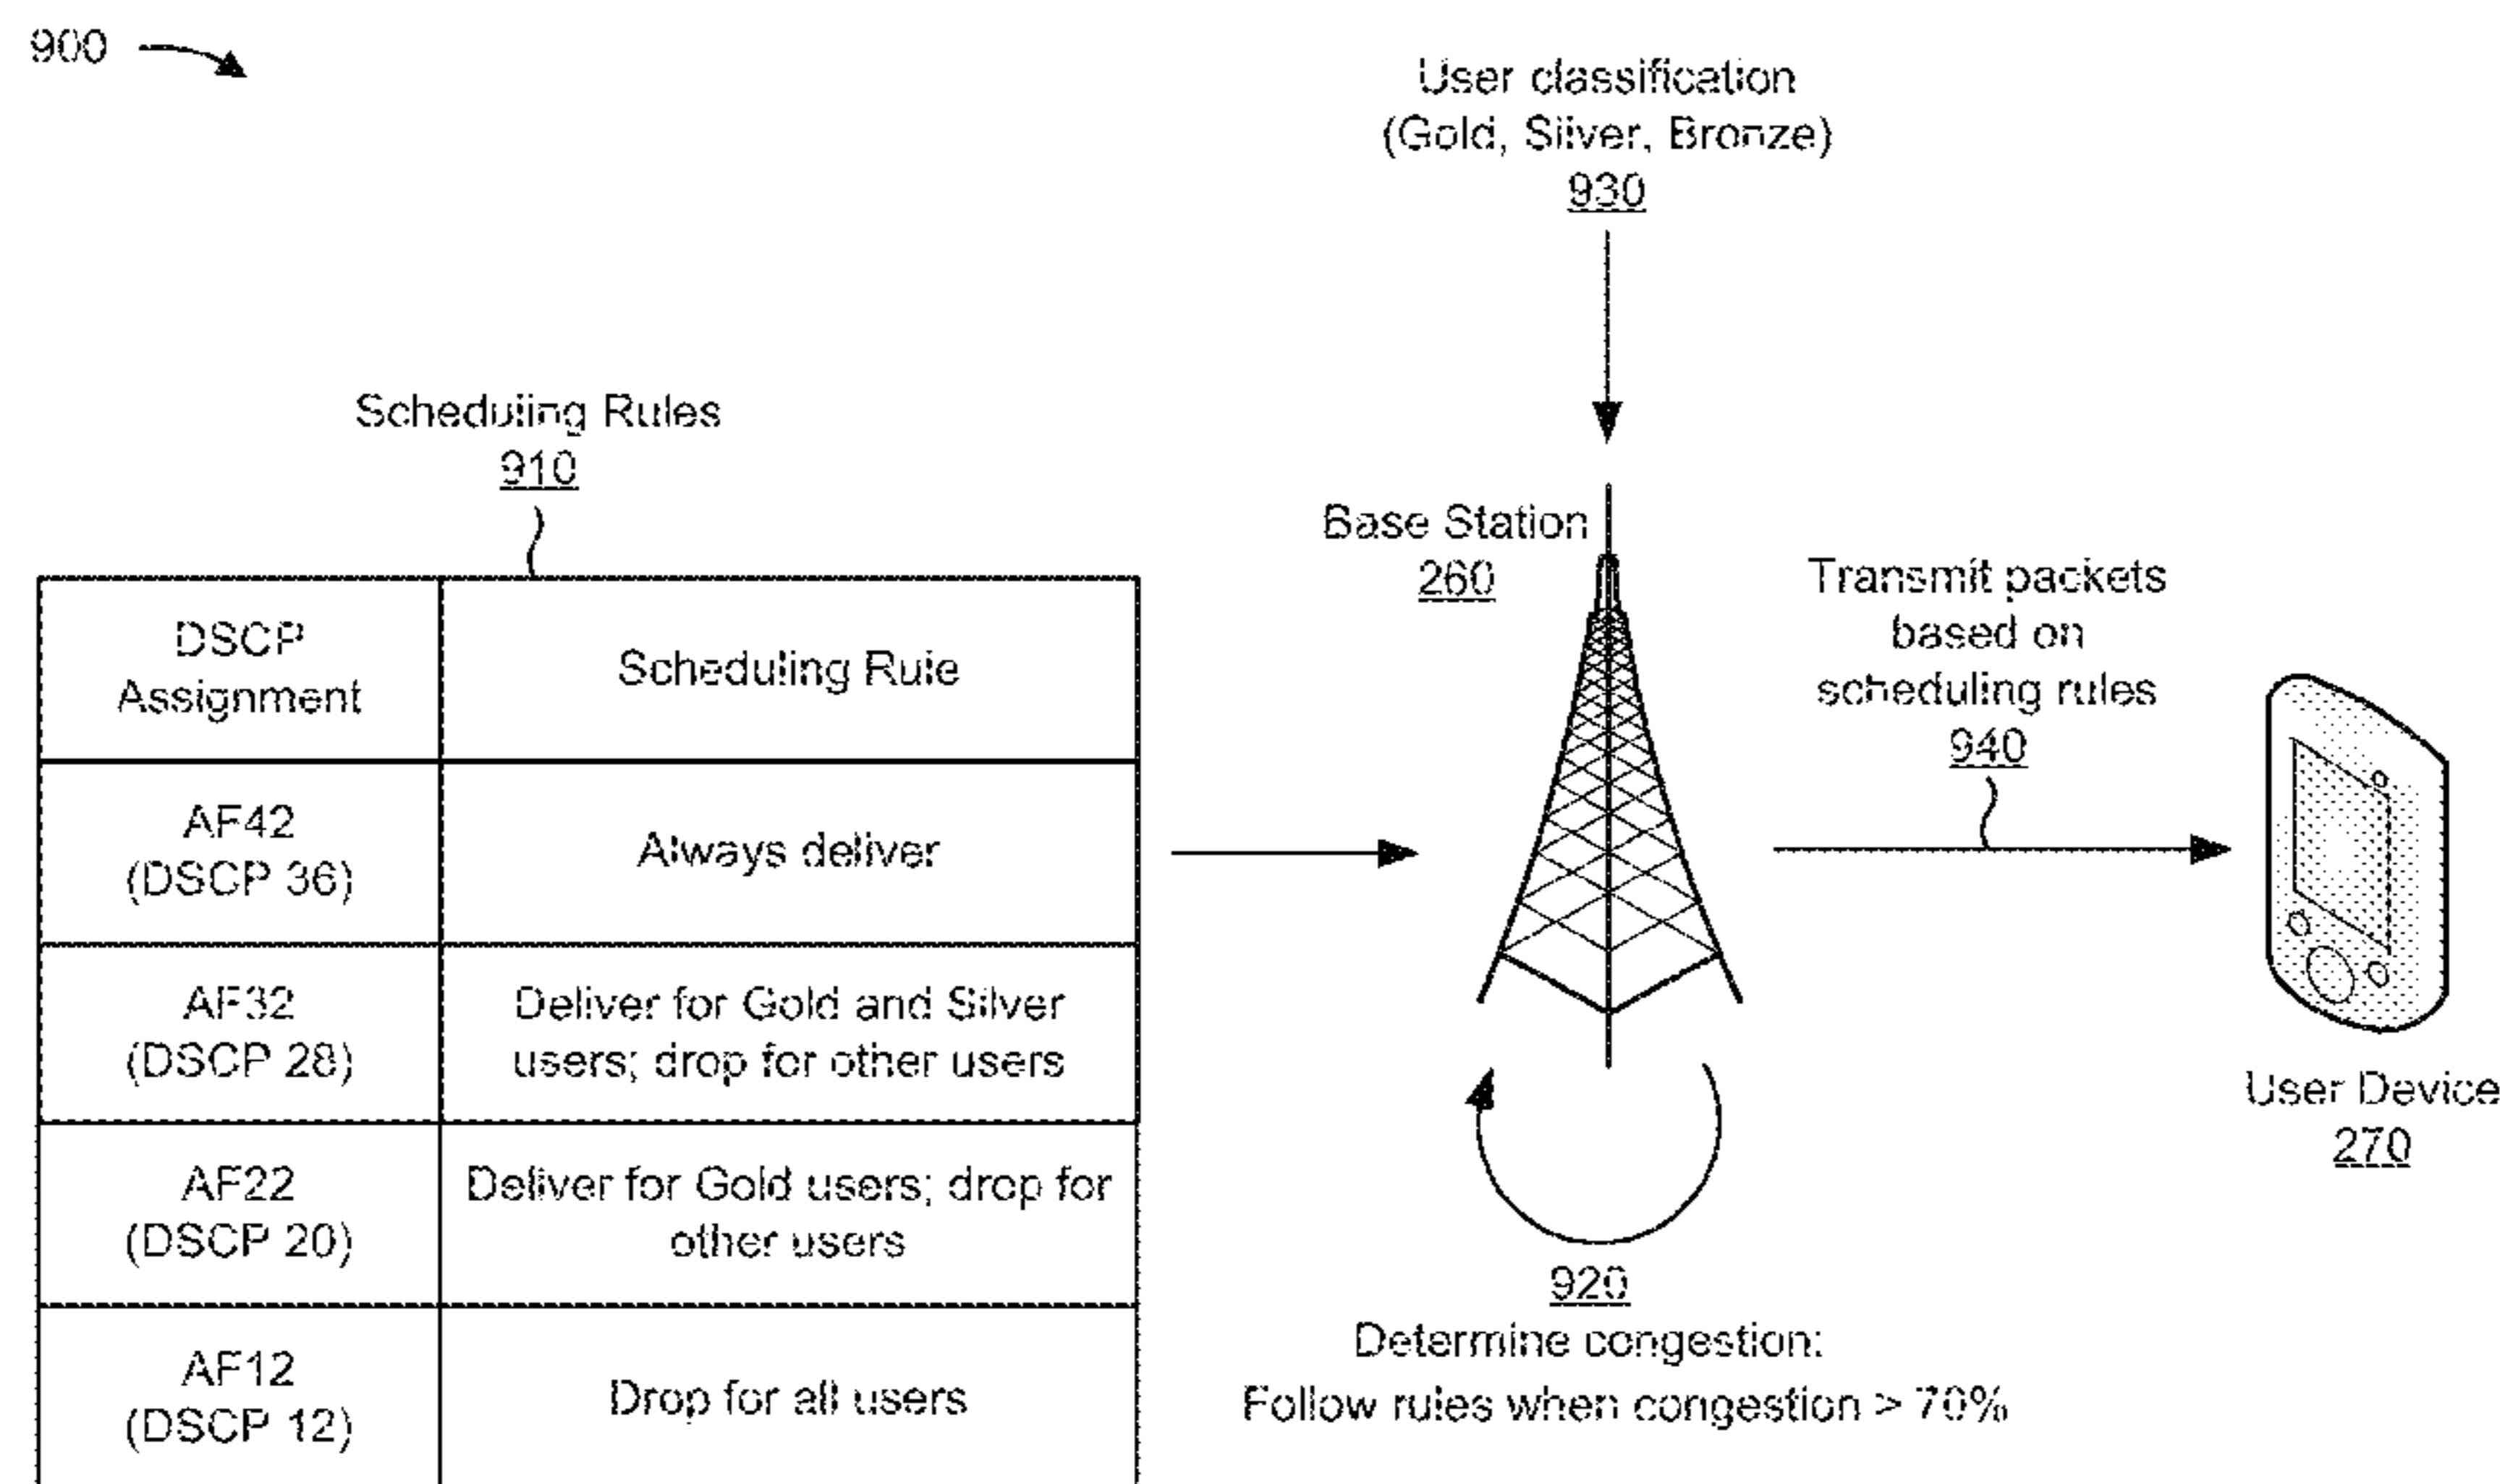 900
User classification
(Gold, Silver, Bronze)
930
Scheduling Rules
910
DSCP
Assignment
Scheduling Rule
AF42
(DSCP 36)
Always deliver
AF32
(DSCP 28)
Deliver for Gold and Silver
users; drop for other users
AF22
(DSCP 20)
Deliver for Gold users; drop for
other users
AF12
(DSCP 12)
Drop for all users
Base Station
260
Transmit packets
based on
scheduling rules
940
User Device
270
920
Determine congestion:
Follow rules when congestion > 70%